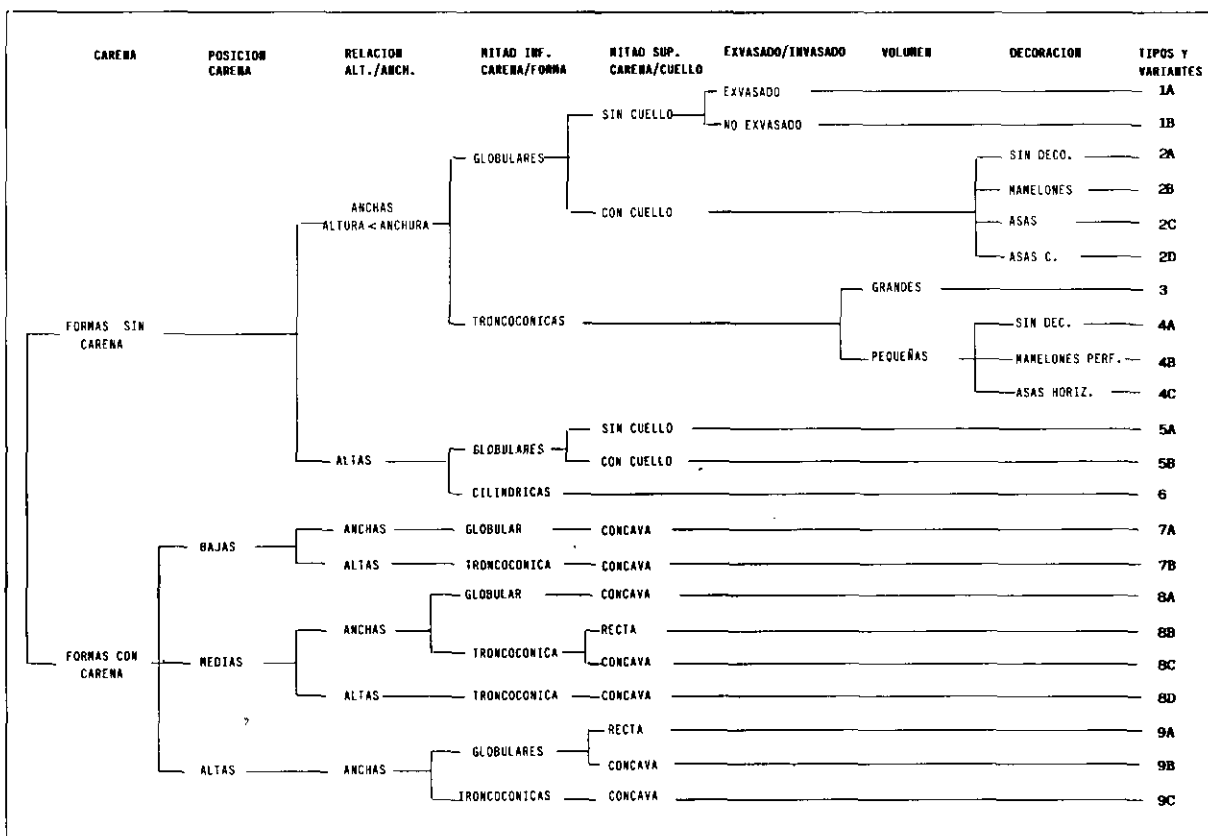 CARENA POSICION RELACION MITAD INF. MITAD SUP. EXVASADO/INVASADO VOLUMEN DECORACION TIPOS Y
CARENA ALT./ANCH. CARENA/FORMA CARENA/CUELLO VARIANTES
EXVASADO 1A
SIN CUELLO
NO EXVASADO 1B
GLOBULARES
SIN DECO. 2A
MAMELONES 2B
ANCHAS
ALTURA < ANCHURA
CON CUELLO
ASAS 2C
ASAS C. 2D
GRANDES 3
FORMAS SIN
CARENA
TRONCOCONICAS
SIN DEC. 4A
PEQUEÑAS
MAMELONES PERF. 4B
ASAS HORIZ. 4C
SIN CUELLO 5A
ALTAS
GLOBULARES
CON CUELLO 5B
CILINDRICAS 6
BAJAS
ANCHAS GLOBULAR CONCAVA 7A
ALTAS TRONCOCONICA CONCAVA 7B
GLOBULAR CONCAVA 8A
ANCHAS
RECTA 8B
TRONCOCONICA
FORMAS CON
CARENA
MEDIAS
CONCAVA 8C
ALTAS TRONCOCONICA CONCAVA 8D
RECTA 9A
GLOBULARES
ALTAS ANCHAS
CONCAVA 9B
TRONCOCONICAS CONCAVA 9C